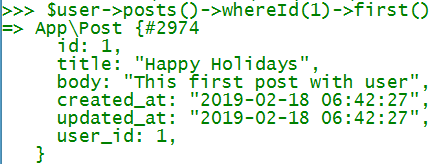 >>> $user->posts()->whereId(1)->first()
=> App\Post {#2974
     id: 1,
     title: "Happy Holidays",
     body: "This first post with user",
     created_at: "2019-02-18 06:42:27",
     updated_at: "2019-02-18 06:42:27",
     user_id: 1,
   }